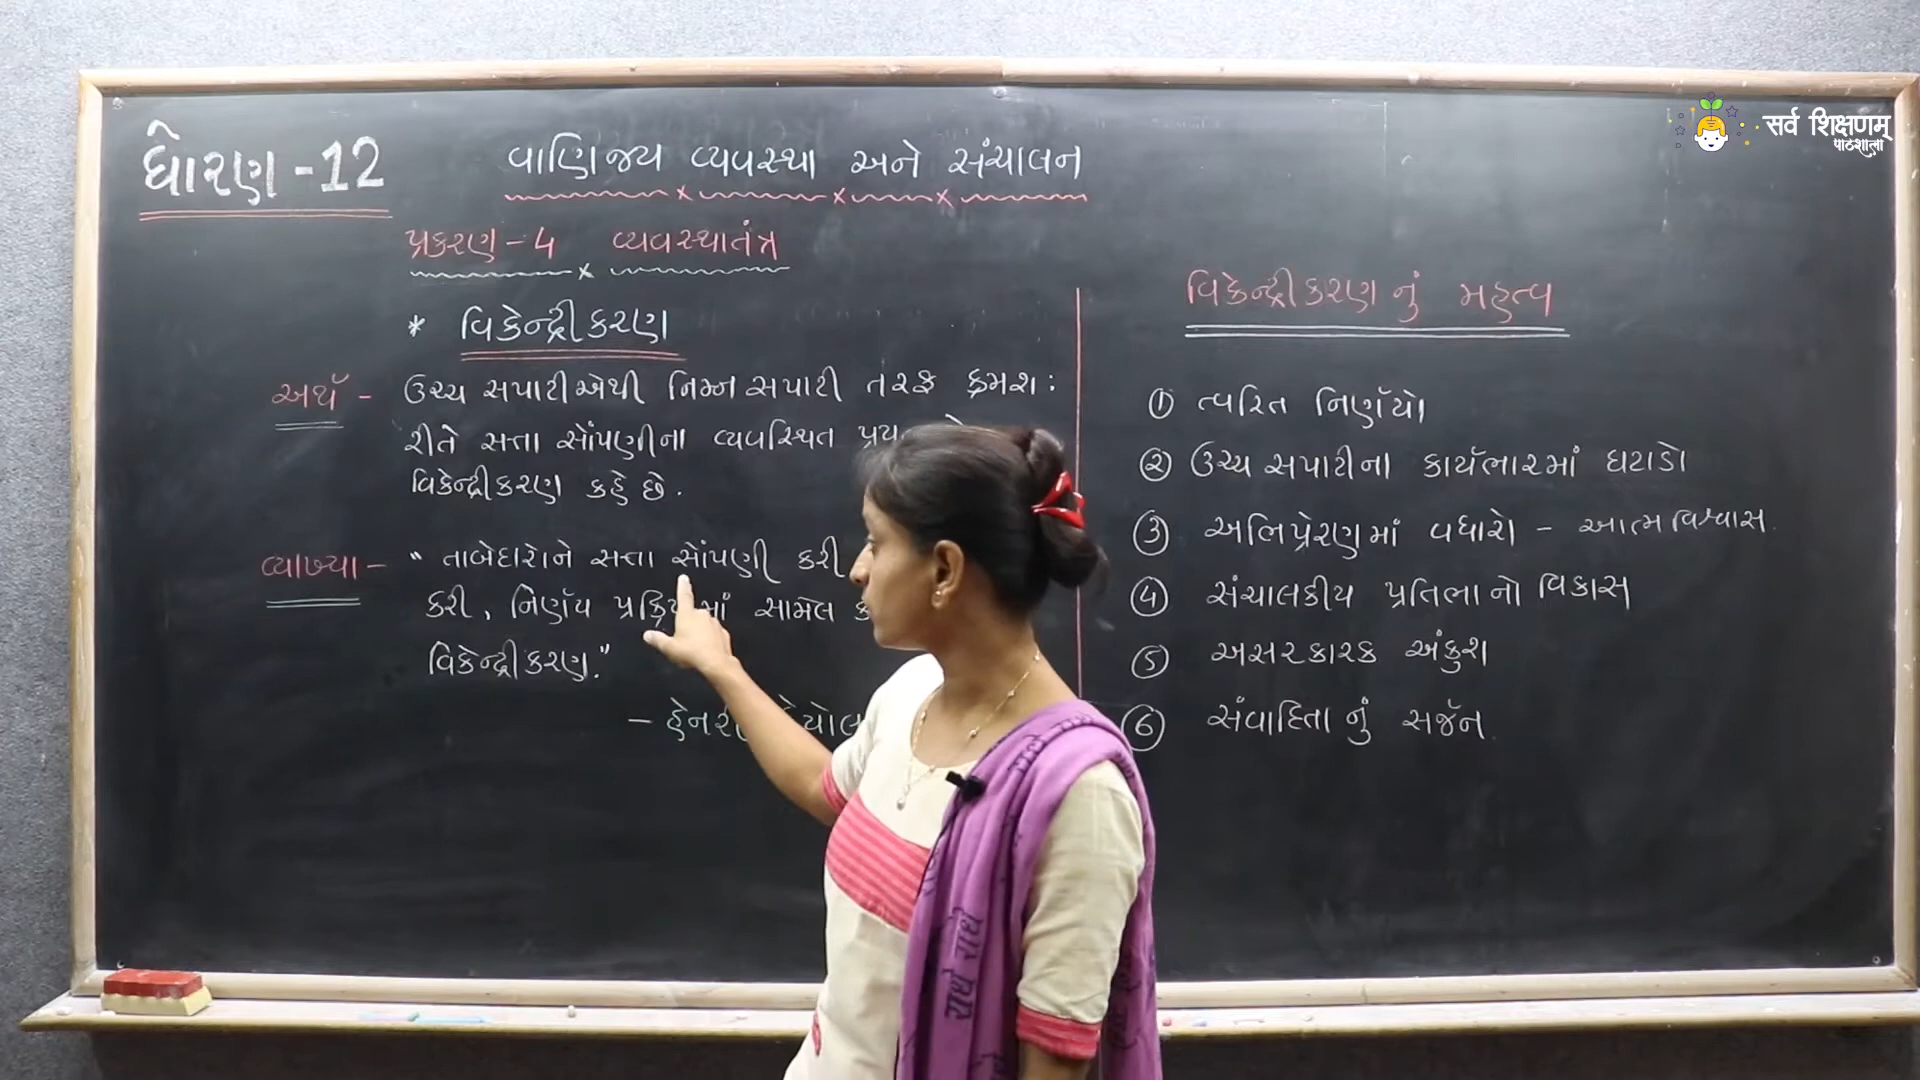 ધોરણ - 12
વાણિજય વ્યવસ્થા અને સંચાલન
પ્રકરણ - 4 વ્યવસ્થાતંત્ર
* વિકેન્દ્રીકરણ
અર્થ - ઉચ્ચ સપાટીએથી નિમ્ન સપાટી તરફ ક્રમશ:
રીતે સત્તા સોંપણીના વ્યવસ્થિત
વિકેન્દ્રીકરણ કહે છે.
વ્યાખ્યા - "તાબેદારોને સત્તા સોંપણી કરી
કરી, નિર્ણય પ્રક્રિયામાં સામેલ
વિકેન્દ્રીકરણ."
- હેનરી
વિકેન્દ્રીકરણ નું મહત્વ
① ત્વરિત નિર્ણયો
② ઉચ્ચ સપાટીના કાર્યભારમાં ઘટાડો
③ અભિપ્રેરણમાં વધારો - આત્મવિશ્વાસ.
④ સંચાલકીય પ્રતિભાનો વિકાસ
⑤ અસરકારક અંકુશ
⑥ સંવાદિતા નું સર્જન.
सर्व शिक्षणम्
पाठशाला
राधे राधे